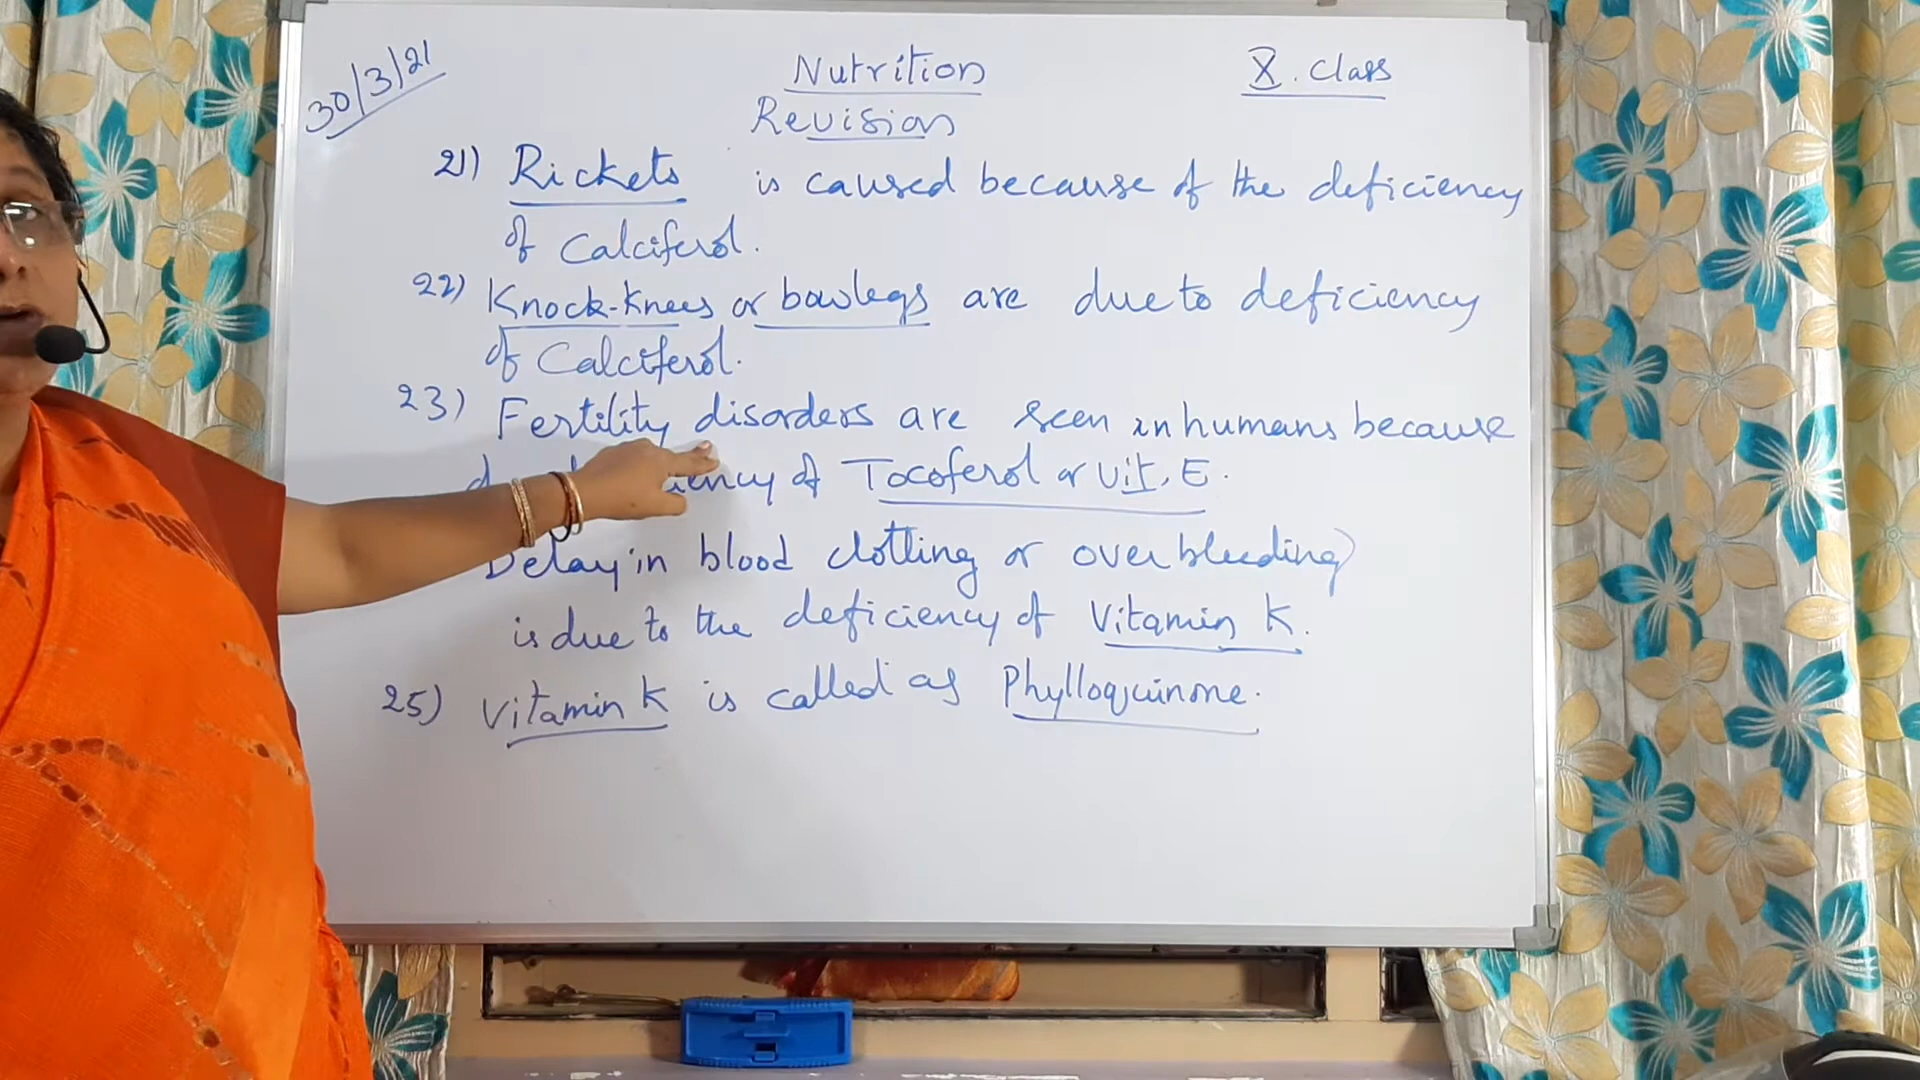 30/3/21
Nutrition
X. Class
Revision
21) Rickets is caused because of the deficiency
of Calciferol.
22) Knock-Knees or bowlegs are due to deficiency
of Calciferol.
23) Fertility disorders are seen in humans because
of Tocoferol or Vit. E.
Delay in blood clotting or over bleeding
is due to the deficiency of Vitamin K.
25) Vitamin K is called as Phylloquinone.